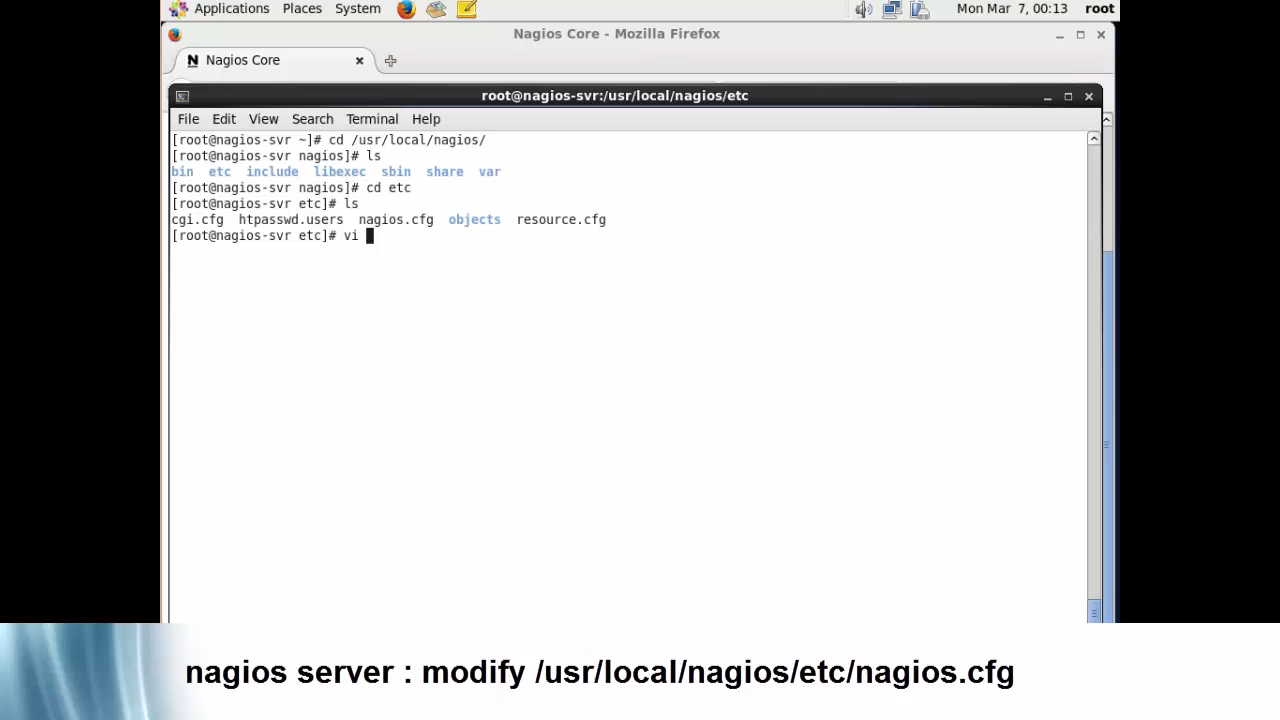 Applications Places System Mon Mar 7, 00:13 root
Nagios Core - Mozilla Firefox
N Nagios Core
root@nagios-svr:/usr/local/nagios/etc
File Edit View Search Terminal Help
[root@nagios-svr ~]# cd /usr/local/nagios/
[root@nagios-svr nagios]# ls
bin etc include libexec sbin share var
[root@nagios-svr nagios]# cd etc
[root@nagios-svr etc]# ls
cgi.cfg htpasswd.users nagios.cfg objects resource.cfg
[root@nagios-svr etc]# vi
nagios server : modify /usr/local/nagios/etc/nagios.cfg